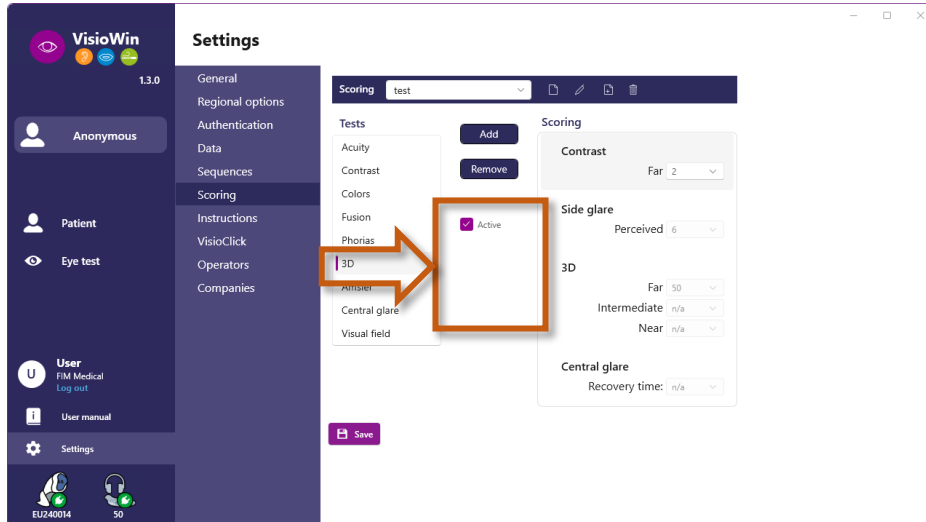 VisioWin
1.3.0
Anonymous
Patient
Eye test
U
User
FIM Medical
Log out
i
User manual
Settings
EU240014
50
Settings
General
Regional options
Authentication
Data
Sequences
Scoring
Instructions
VisioClick
Operators
Companies
Scoring test
Tests
Acuity
Contrast
Colors
Fusion
Phorias
3D
Amsler
Central glare
Visual field
Add
Remove
Active
Scoring
Contrast
Far 2
Side glare
Perceived 6
3D
Far 50
Intermediate n/a
Near n/a
Central glare
Recovery time: n/a
Save